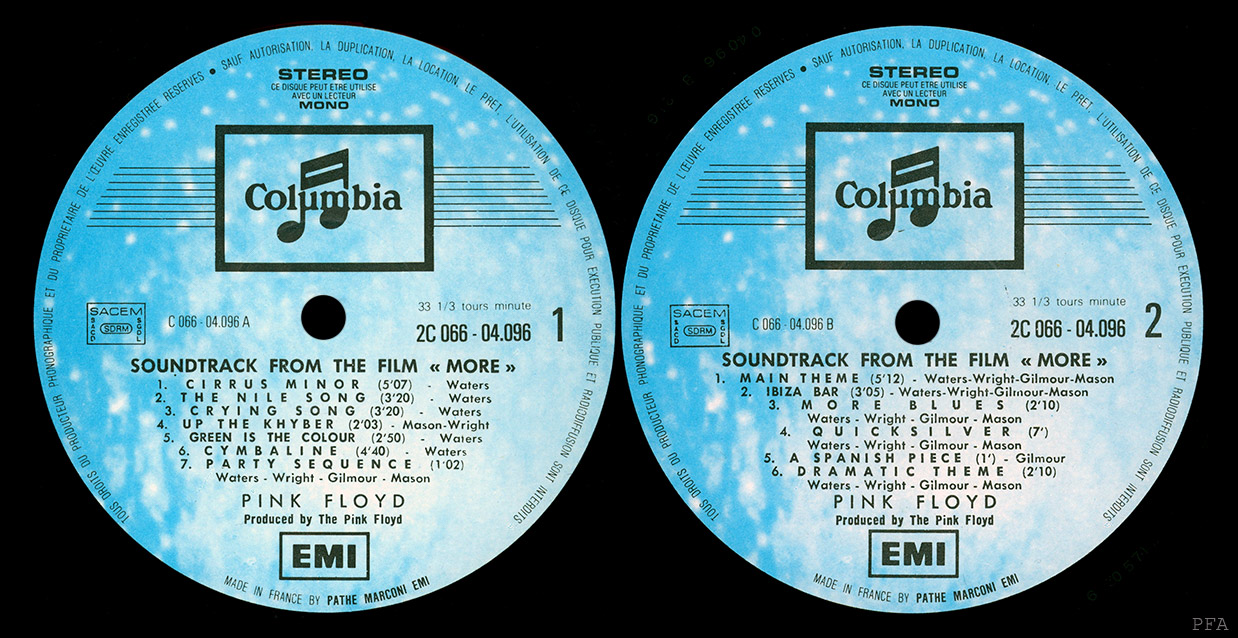 TOUS DROITS DU PRODUCTEUR PHONOGRAPHIQUE ET DU PROPRIETAIRE DE L'ŒUVRE ENREGISTREE RESERVES • SAUF AUTORISATION, LA DUPLICATION, LA LOCATION, LE PRET, L'UTILISATION DE CE DISQUE POUR EXECUTION PUBLIQUE ET RADIODIFFUSION SONT INTERDITS
STEREO
CE DISQUE PEUT ETRE UTILISE
AVEC UN LECTEUR
MONO
Columbia
SACEM
SACD
SDRM
SGDL
C 066 - 04.096 A
33 1/3 tours minute
2C 066 - 04.096
1
SOUNDTRACK FROM THE FILM « MORE »
1. CIRRUS MINOR (5'07) - Waters
2. THE NILE SONG (3'20) - Waters
3. CRYING SONG (3'20) - Waters
4. UP THE KHYBER (2'03) - Mason-Wright
5. GREEN IS THE COLOUR (2'50) - Waters
6. CYMBALINE (4'40) - Waters
7. PARTY SEQUENCE (1'02)
Waters - Wright - Gilmour - Mason
PINK FLOYD
Produced by The Pink Floyd
EMI
MADE IN FRANCE BY PATHE MARCONI EMI
TOUS DROITS DU PRODUCTEUR PHONOGRAPHIQUE ET DU PROPRIETAIRE DE L'ŒUVRE ENREGISTREE RESERVES • SAUF AUTORISATION, LA DUPLICATION, LA LOCATION, LE PRET, L'UTILISATION DE CE DISQUE POUR EXECUTION PUBLIQUE ET RADIODIFFUSION SONT INTERDITS
STEREO
CE DISQUE PEUT ETRE UTILISE
AVEC UN LECTEUR
MONO
Columbia
SACEM
SACD
SDRM
SGDL
C 066 - 04.096 B
33 1/3 tours minute
2C 066 - 04.096
2
SOUNDTRACK FROM THE FILM « MORE »
1. MAIN THEME (5'12) - Waters-Wright-Gilmour-Mason
2. IBIZA BAR (3'05) - Waters-Wright-Gilmour-Mason
3. MORE BLUES (2'10)
Waters - Wright - Gilmour - Mason
4. QUICKSILVER (7')
Waters - Wright - Gilmour - Mason
5. A SPANISH PIECE (1') - Gilmour
6. DRAMATIC THEME (2'10)
Waters - Wright - Gilmour - Mason
PINK FLOYD
Produced by The Pink Floyd
EMI
MADE IN FRANCE BY PATHE MARCONI EMI
PFA